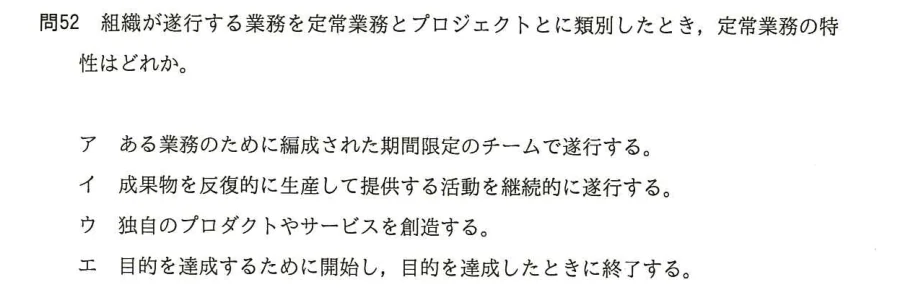 問52 組織が遂行する業務を定常業務とプロジェクトとに類別したとき，定常業務の特
性はどれか。
ア ある業務のために編成された期間限定のチームで遂行する。
イ 成果物を反復的に生産して提供する活動を継続的に遂行する。
ウ 独自のプロダクトやサービスを創造する。
エ 目的を達成するために開始し，目的を達成したときに終了する。